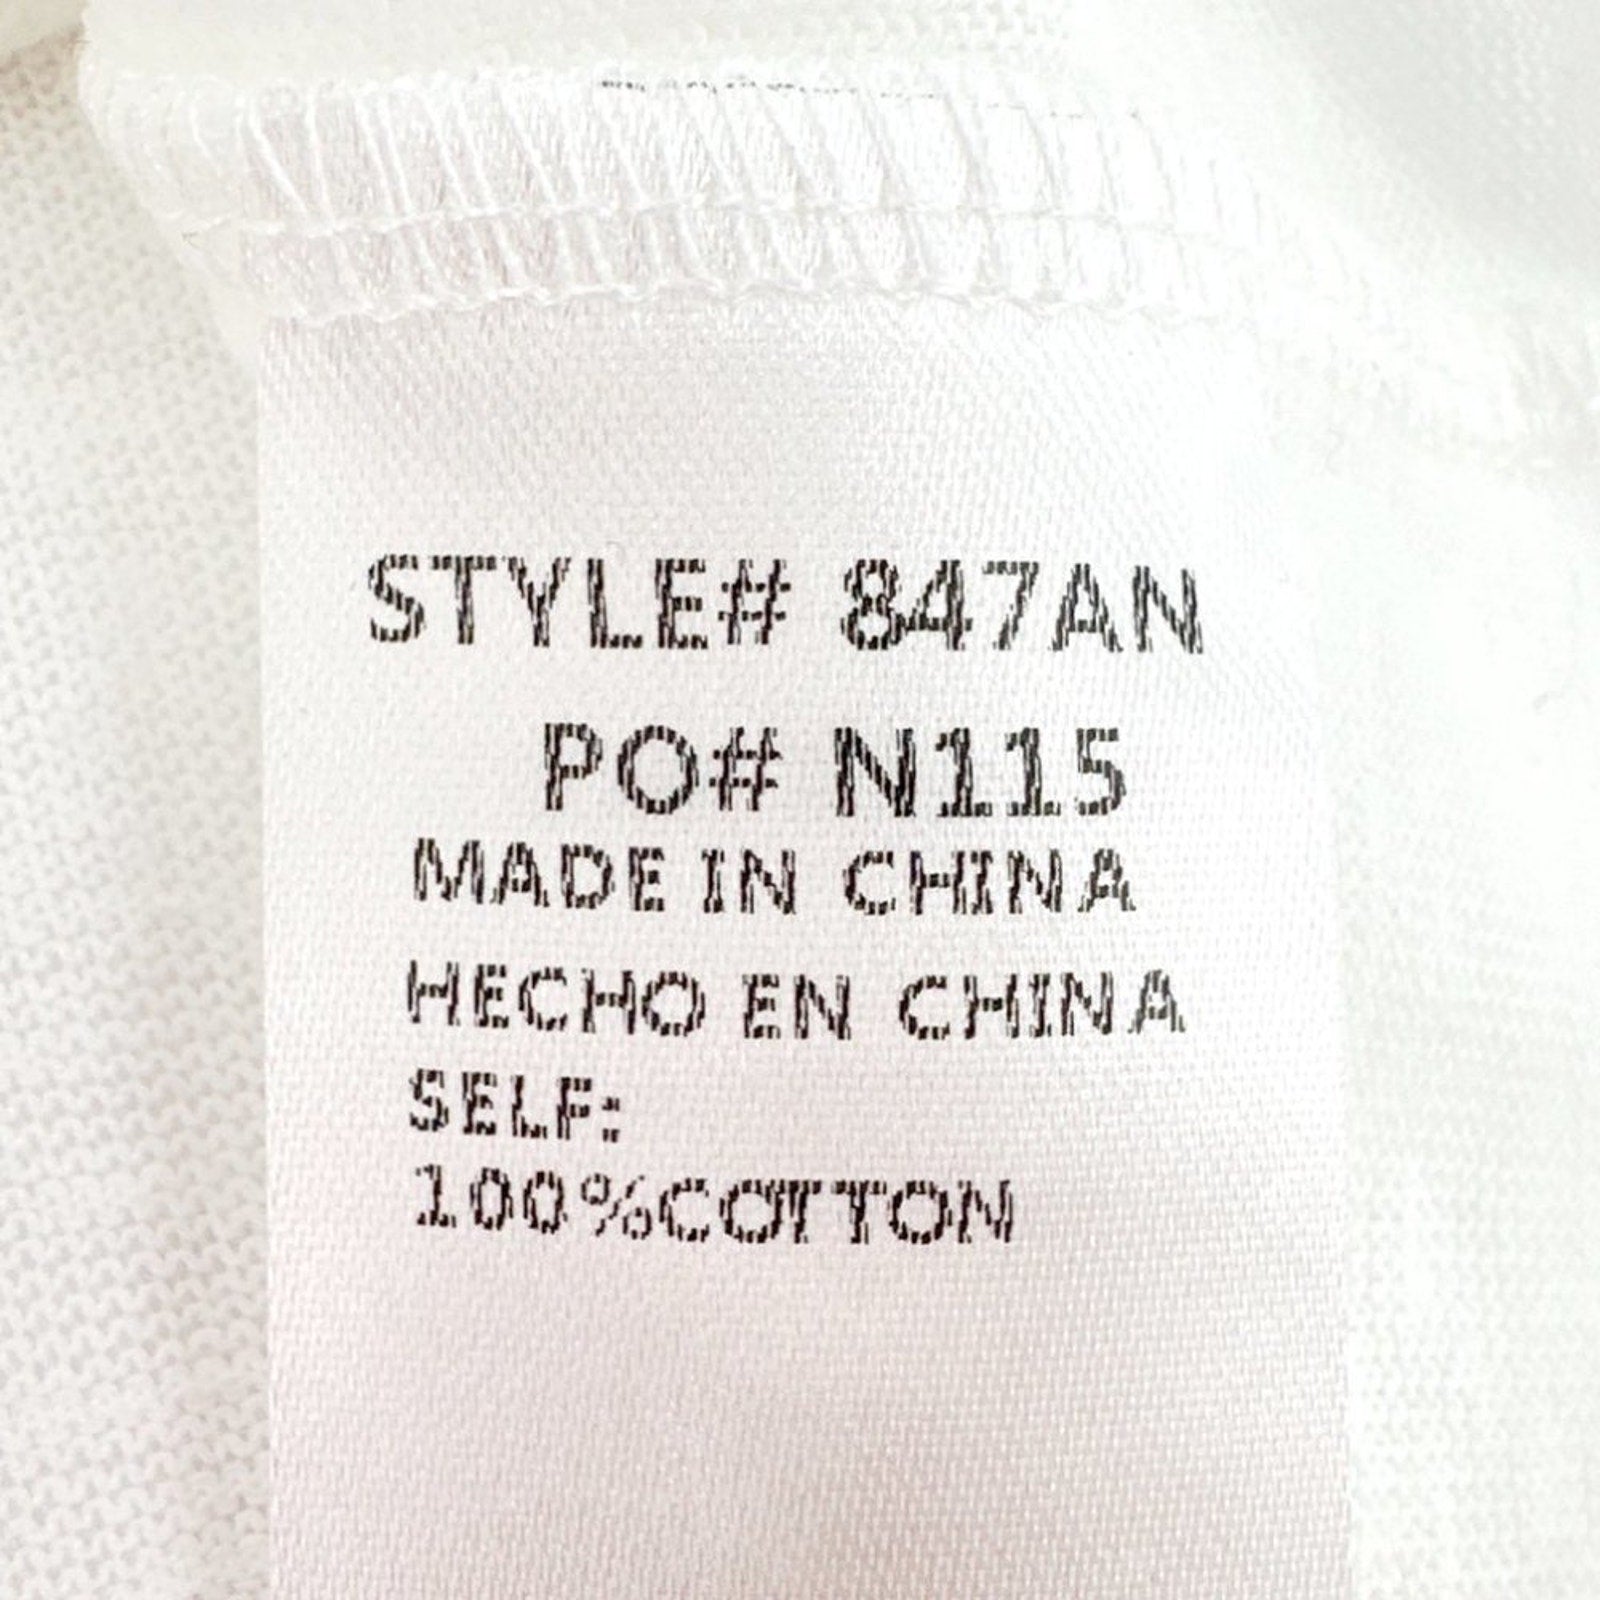 STYLE# 847AN
PO# N115
MADE IN CHINA
HECHO EN CHINA
SELF:
100%COTTON